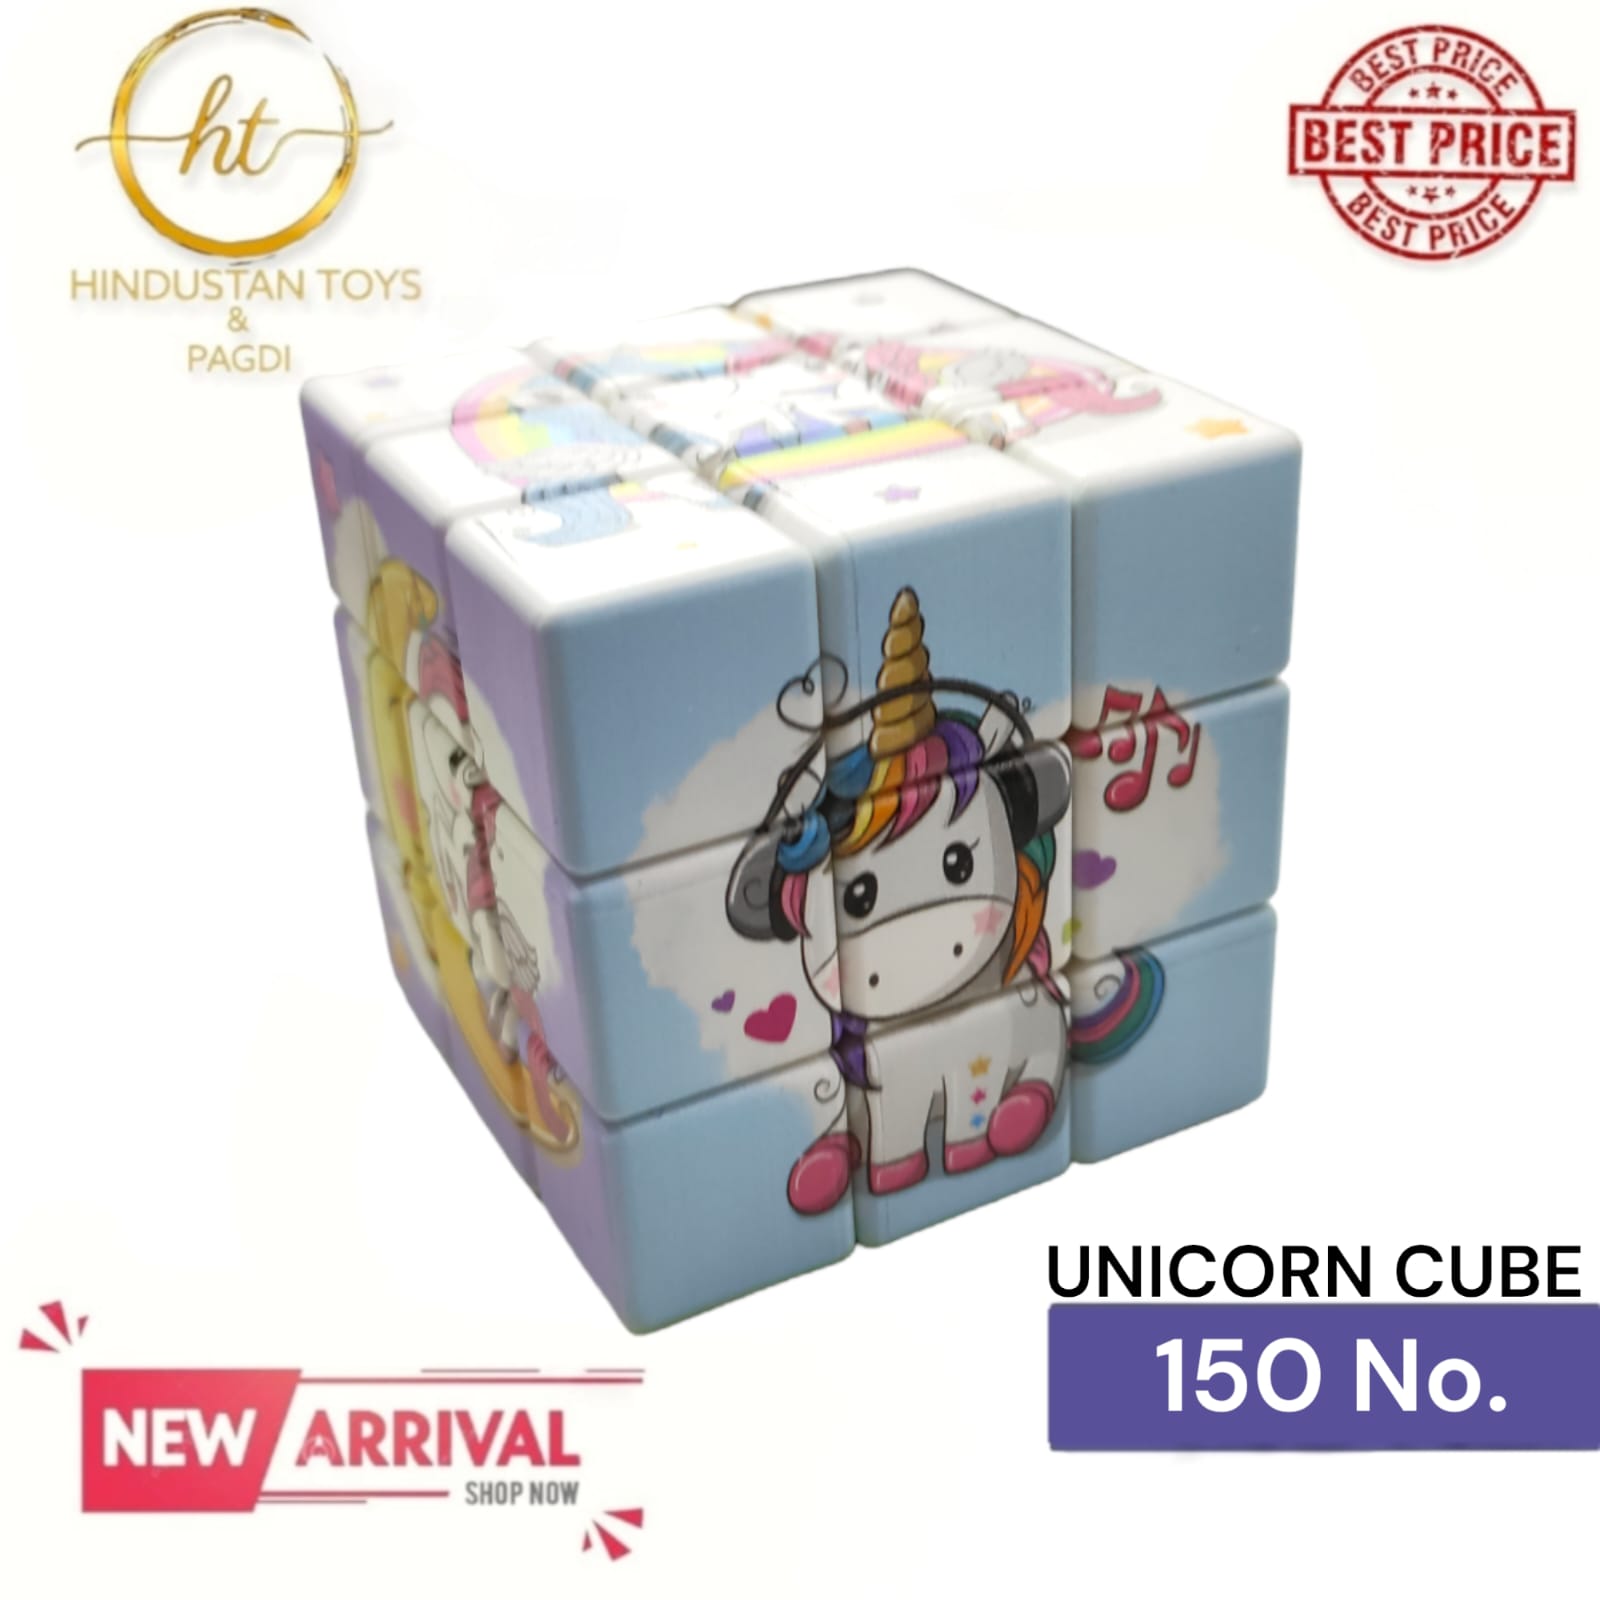 ht
HINDUSTAN TOYS
&
PAGDI
BEST PRICE
BEST PRICE
BEST PRICE
UNICORN CUBE
150 No.
NEW ARRIVAL
SHOP NOW